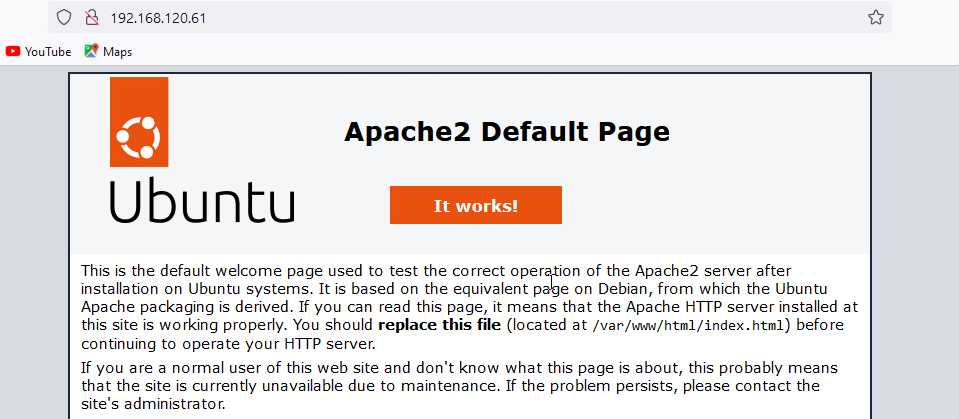 192.168.120.61
YouTube Maps
Apache2 Default Page
Ubuntu
It works!
This is the default welcome page used to test the correct operation of the Apache2 server after
installation on Ubuntu systems. It is based on the equivalent page on Debian, from which the Ubuntu
Apache packaging is derived. If you can read this page, it means that the Apache HTTP server installed at
this site is working properly. You should replace this file (located at /var/www/html/index.html) before
continuing to operate your HTTP server.
If you are a normal user of this web site and don't know what this page is about, this probably means
that the site is currently unavailable due to maintenance. If the problem persists, please contact the
site's administrator.